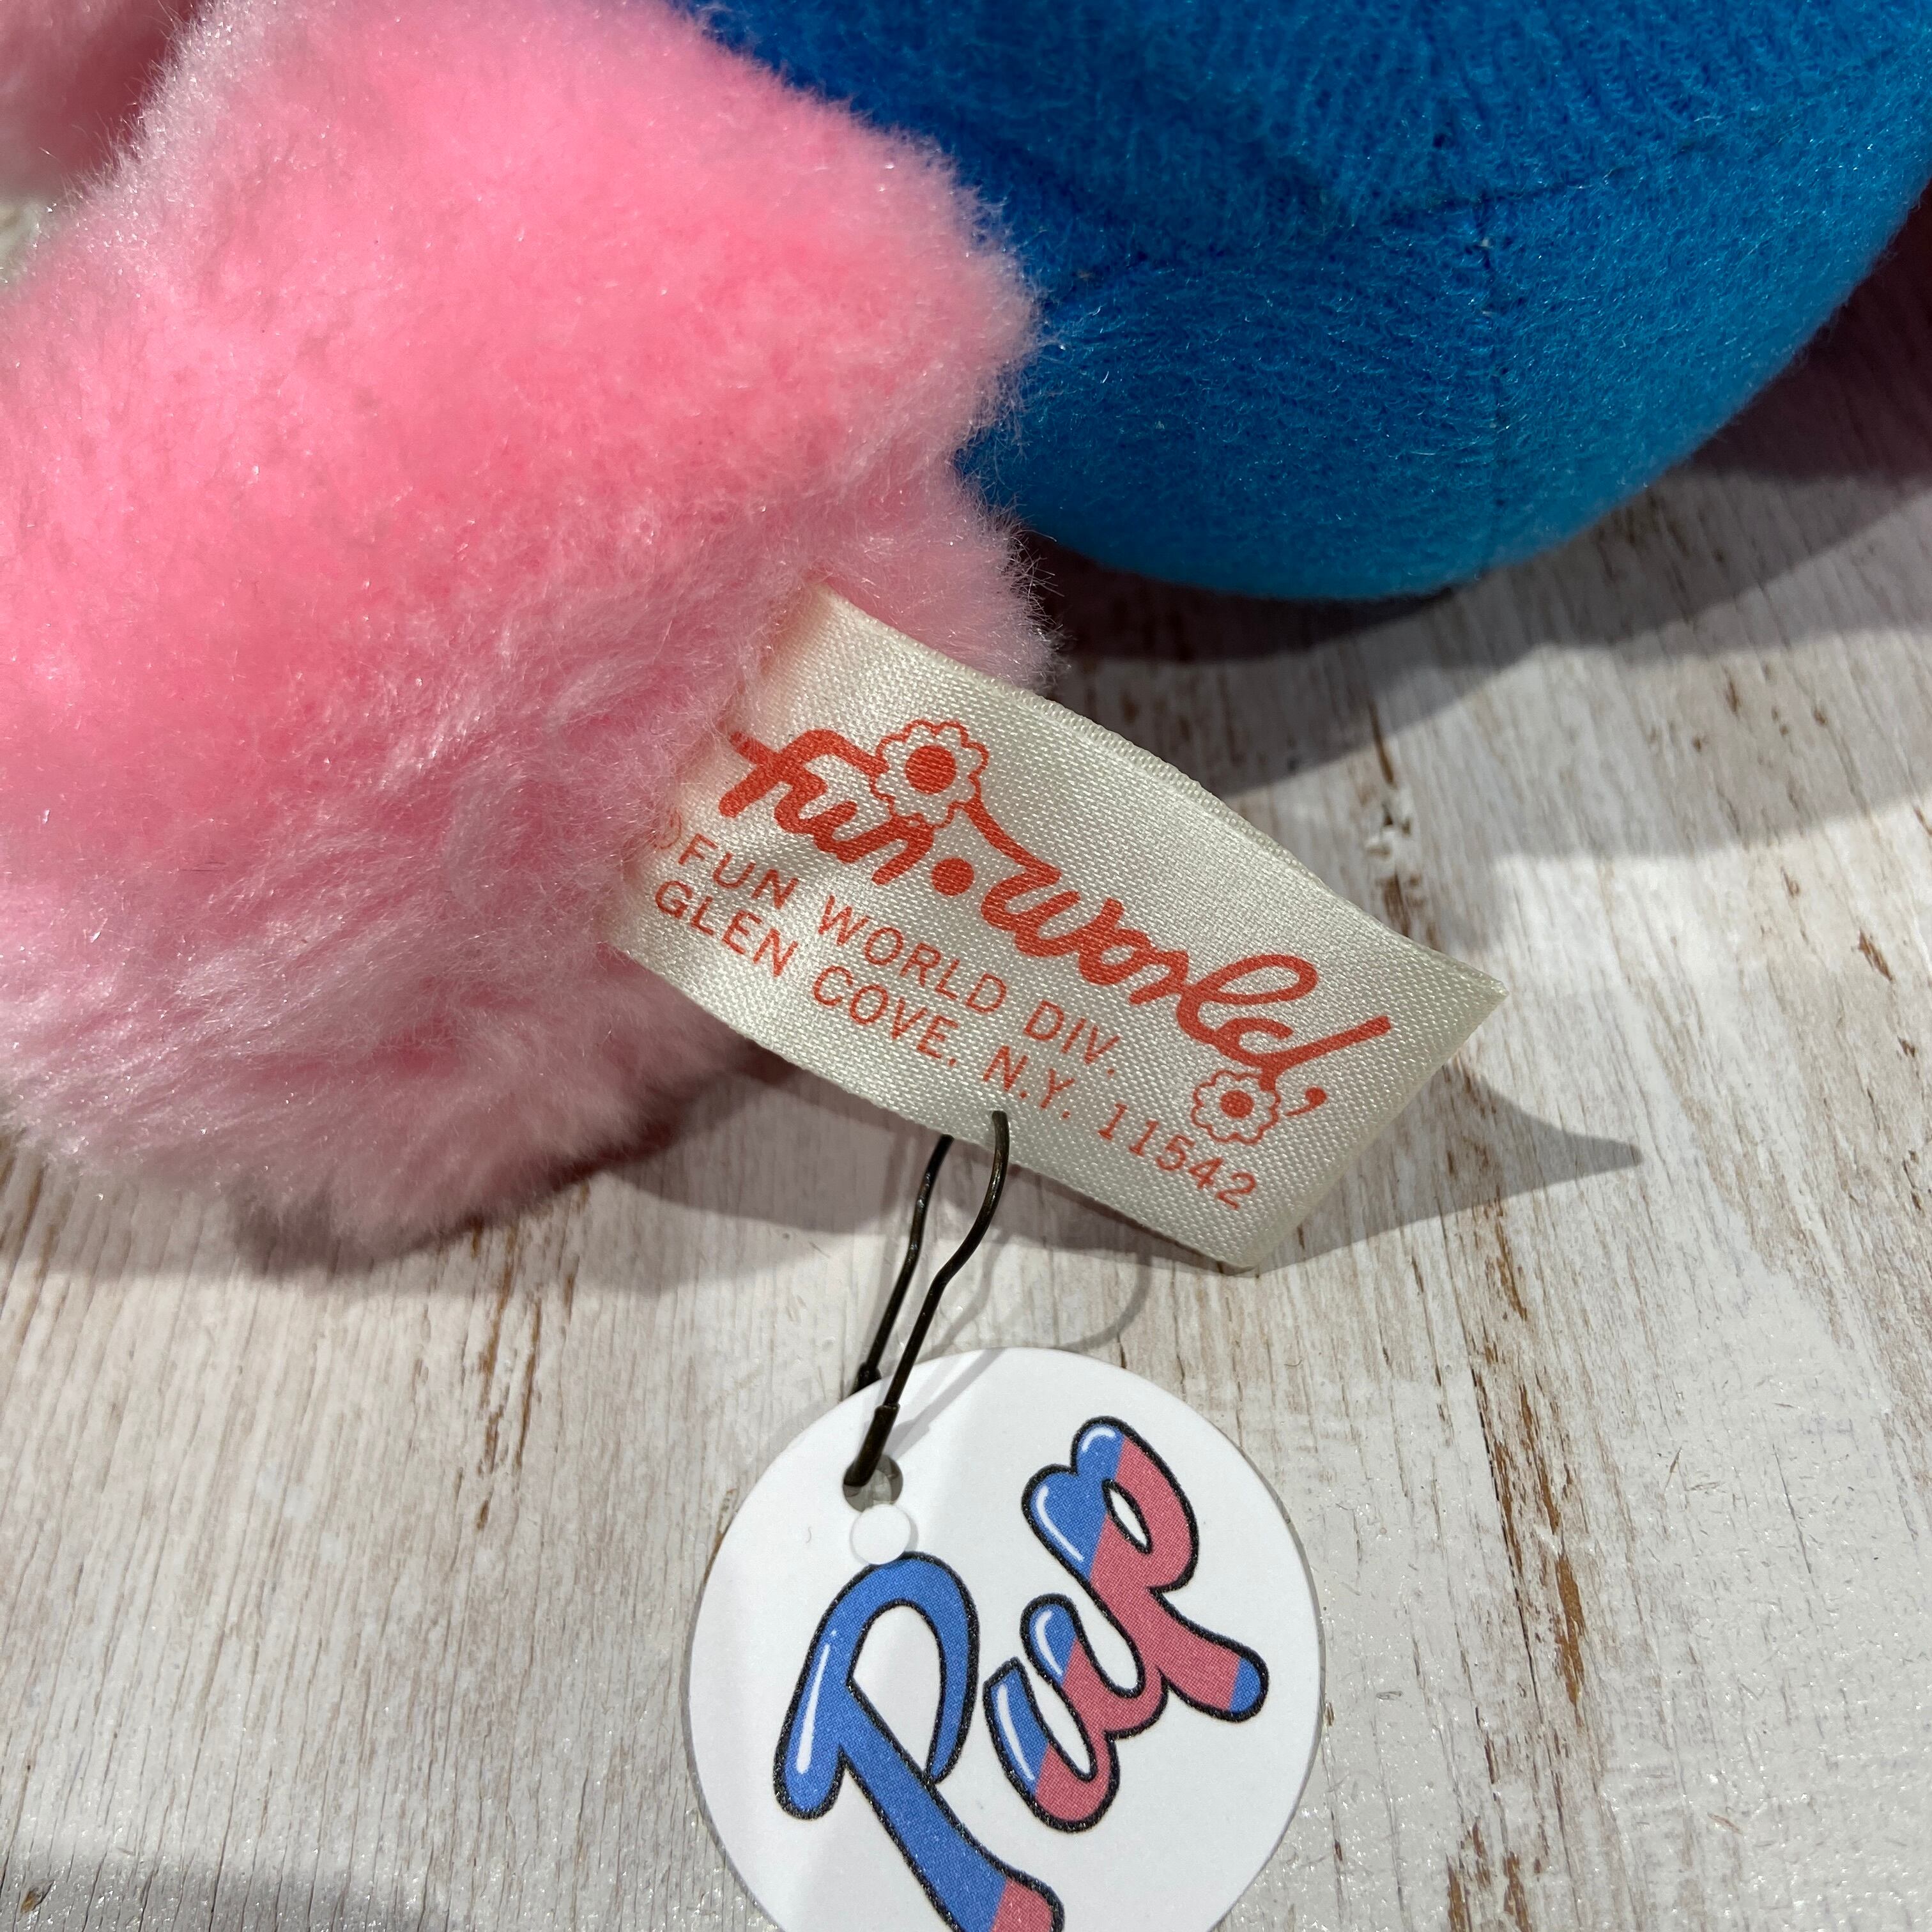 fun·world
©FUN WORLD DIV.
GLEN COVE, N.Y. 11542
Pup